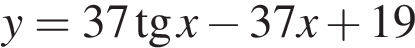 y = 37 tg x − 37x + 19